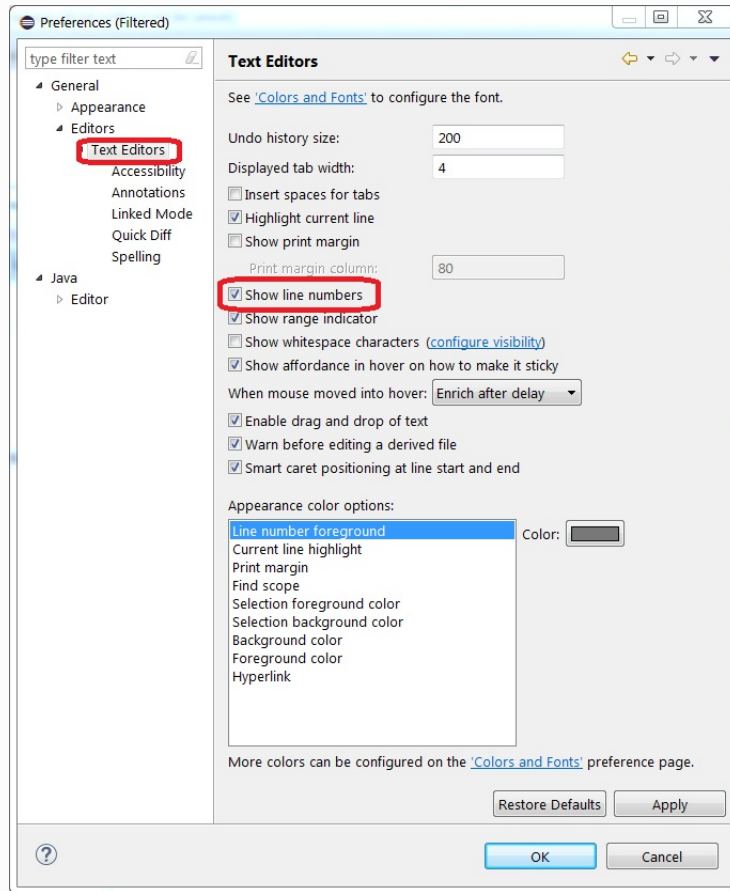 Preferences (Filtered)
type filter text
General
Appearance
Editors
Text Editors
Accessibility
Annotations
Linked Mode
Quick Diff
Spelling
Java
Editor
Text Editors
See 'Colors and Fonts' to configure the font.
Undo history size: 200
Displayed tab width: 4
Insert spaces for tabs
Highlight current line
Show print margin
Print margin column: 80
Show line numbers
Show range indicator
Show whitespace characters (configure visibility)
Show affordance in hover on how to make it sticky
When mouse moved into hover: Enrich after delay
Enable drag and drop of text
Warn before editing a derived file
Smart caret positioning at line start and end
Appearance color options:
Line number foreground
Color:
Current line highlight
Print margin
Find scope
Selection foreground color
Selection background color
Background color
Foreground color
Hyperlink
More colors can be configured on the 'Colors and Fonts' preference page.
Restore Defaults Apply
? OK Cancel